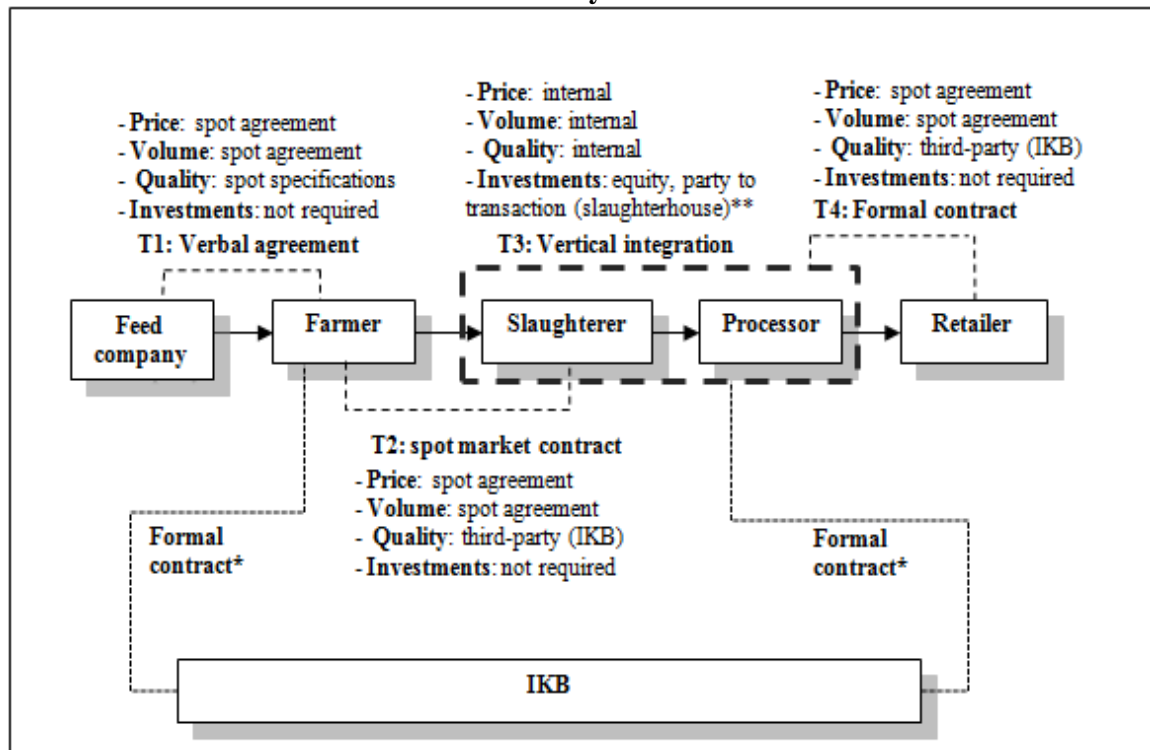 - Price: internal
- Volume: internal
- Quality: internal
- Investments: equity, party to
transaction (slaughterhouse)**
T3: Vertical integration
- Price: spot agreement
- Volume: spot agreement
- Quality: third-party (IKB)
- Investments: not required
T4: Formal contract
- Price: spot agreement
- Volume: spot agreement
- Quality: spot specifications
- Investments: not required
T1: Verbal agreement
Feed
company
Farmer
Slaughterer
Processor
Retailer
T2: spot market contract
- Price: spot agreement
- Volume: spot agreement
- Quality: third-party (IKB)
- Investments: not required
Formal
contract*
Formal
contract*
IKB